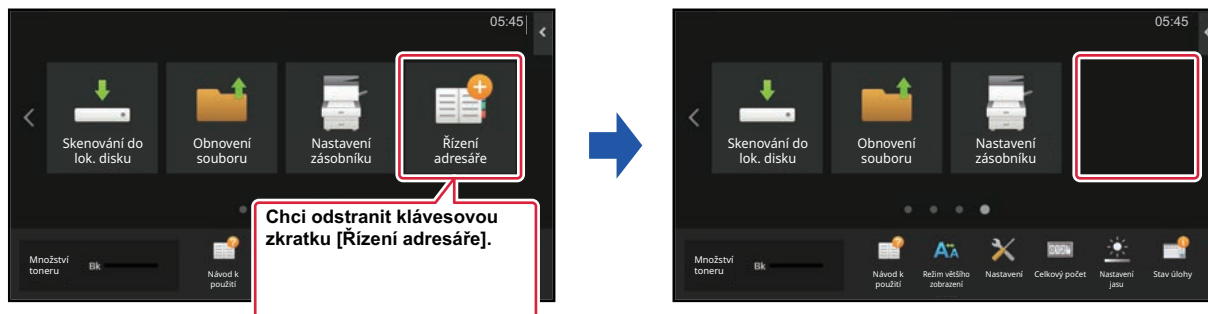 05:45
Skenování do
lok. disku
Obnovení
souboru
Nastavení
zásobníku
Řízení
adresáře
Chci odstranit klávesovou
zkratku [Řízení adresáře].
Množství
toneru
Bk
Návod k
použití
05:45
Skenování do
lok. disku
Obnovení
souboru
Nastavení
zásobníku
Množství
toneru
Bk
Návod k
použití
Režim většího
zobrazení
Nastavení
Celkový počet
Nastavení
jasu
Stav úlohy